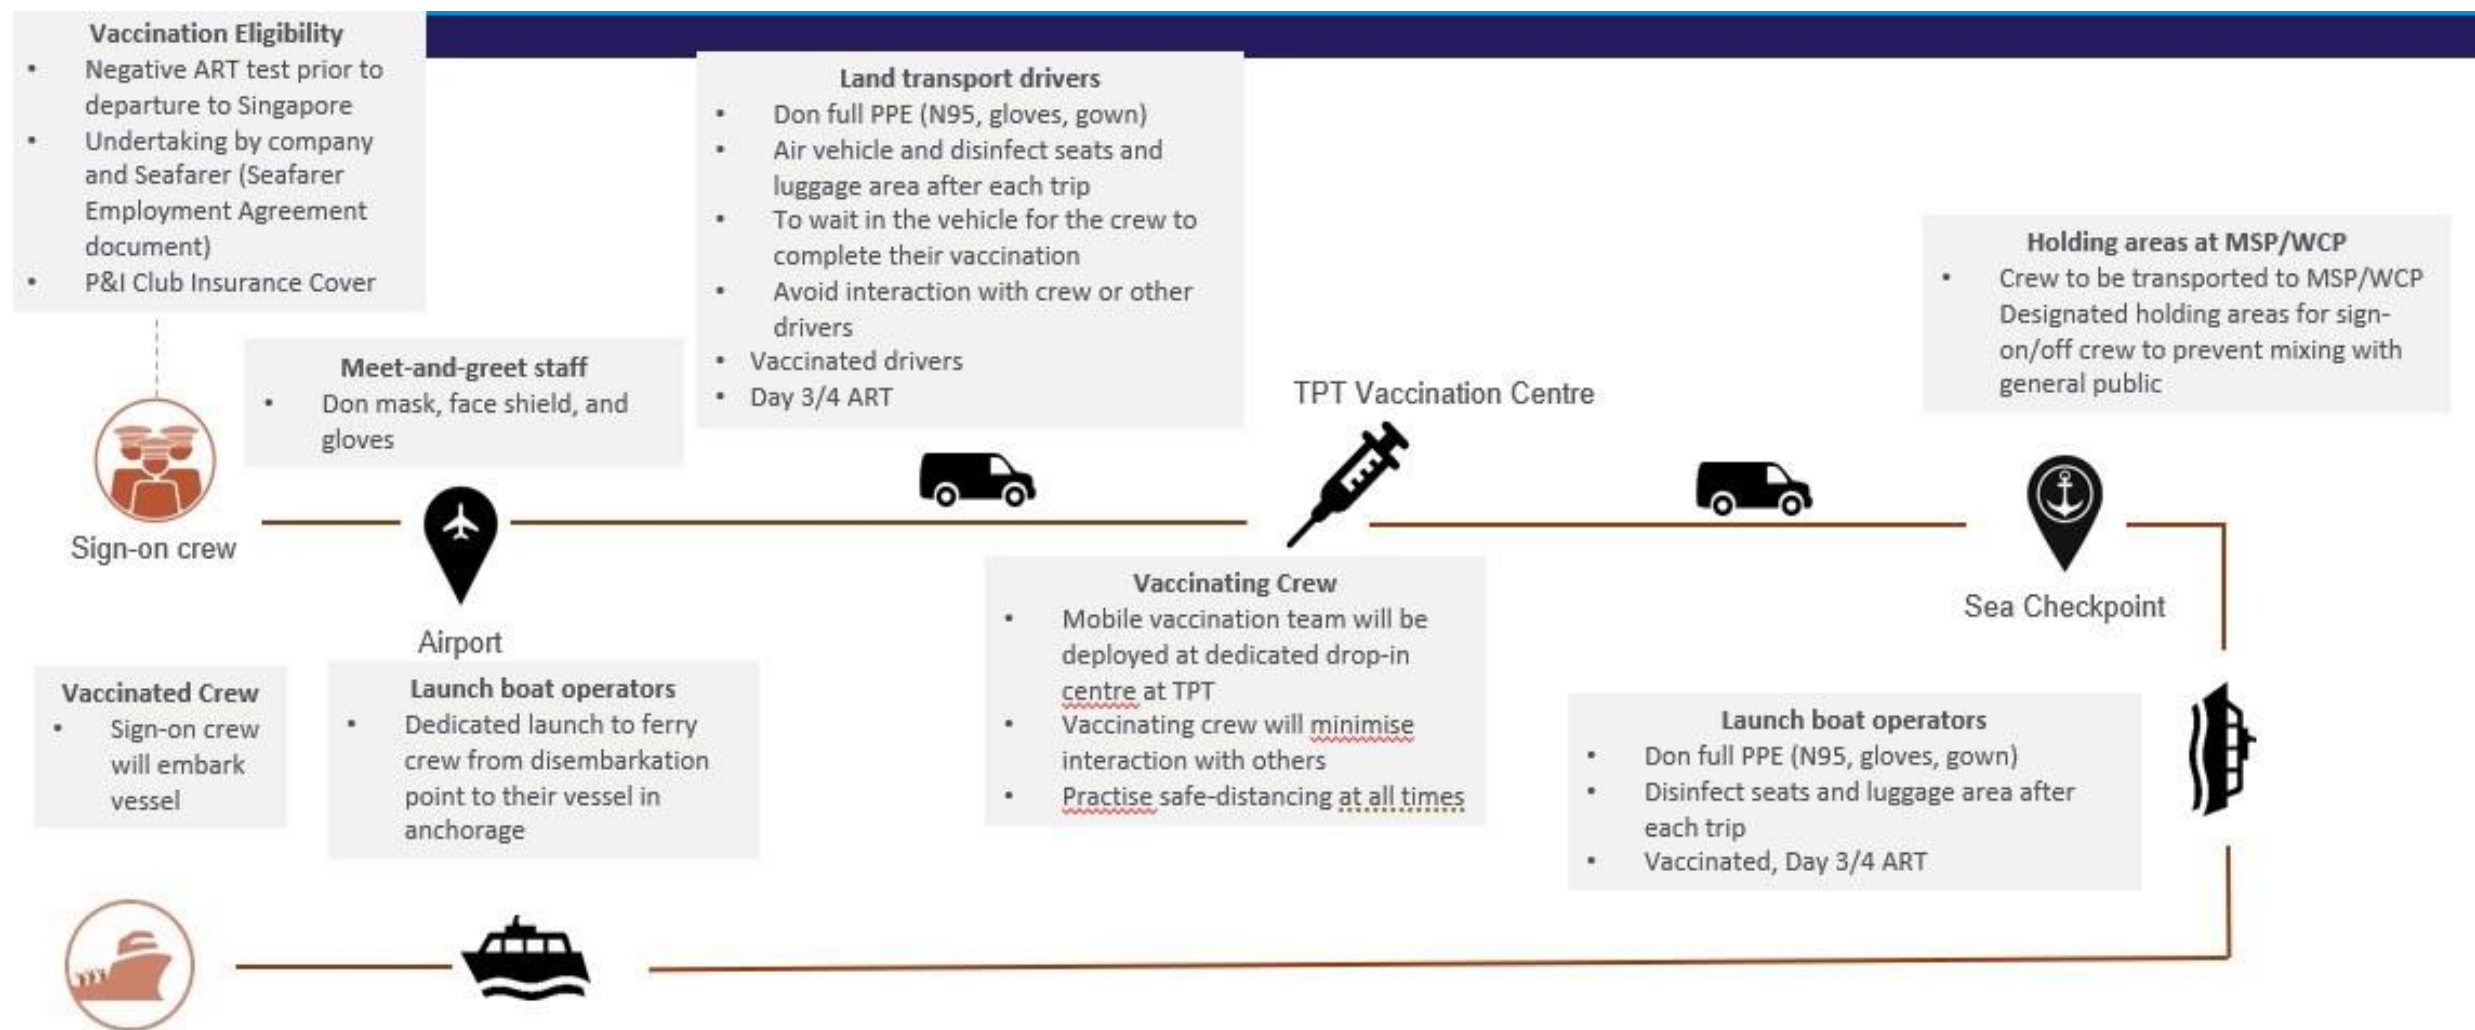 Vaccination Eligibility
• Negative ART test prior to
departure to Singapore
• Undertaking by company
and Seafarer (Seafarer
Employment Agreement
document)
• P&I Club Insurance Cover
Sign-on crew
Meet-and-greet staff
• Don mask, face shield, and
gloves
Airport
Land transport drivers
• Don full PPE (N95, gloves, gown)
• Air vehicle and disinfect seats and
luggage area after each trip
• To wait in the vehicle for the crew to
complete their vaccination
• Avoid interaction with crew or other
drivers
• Vaccinated drivers
• Day 3/4 ART
TPT Vaccination Centre
Vaccinating Crew
• Mobile vaccination team will be
deployed at dedicated drop-in
centre at TPT
• Vaccinating crew will minimise
interaction with others
• Practise safe-distancing at all times
Holding areas at MSP/WCP
• Crew to be transported to MSP/WCP
Designated holding areas for sign-
on/off crew to prevent mixing with
general public
Sea Checkpoint
Launch boat operators
• Don full PPE (N95, gloves, gown)
• Disinfect seats and luggage area after
each trip
• Vaccinated, Day 3/4 ART
Launch boat operators
• Dedicated launch to ferry
crew from disembarkation
point to their vessel in
anchorage
Vaccinated Crew
• Sign-on crew
will embark
vessel